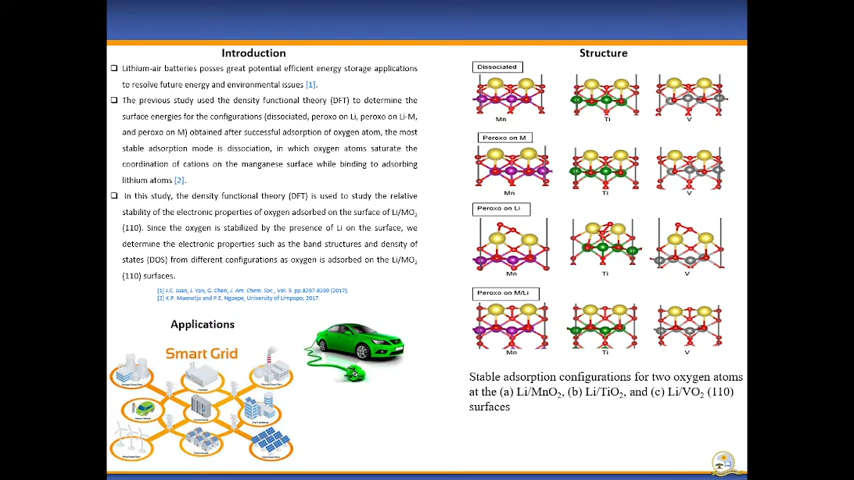 Introduction
❑ Lithium-air batteries posses great potential efficient energy storage applications
to resolve future energy and environmental issues [1].
❑ The previous study used the density functional theory (DFT) to determine the
surface energies for the configurations (dissociated, peroxo on Li, peroxo on Li-M,
and peroxo on M) obtained after successful adsorption of oxygen atom, the most
stable adsorption mode is dissociation, in which oxygen atoms saturate the
coordination of cations on the manganese surface while binding to adsorbing
lithium atoms [2].
❑ In this study, the density functional theory (DFT) is used to study the relative
stability of the electronic properties of oxygen adsorbed on the surface of Li/MO₂
(110). Since the oxygen is stabilized by the presence of Li on the surface, we
determine the electronic properties such as the band structures and density of
states (DOS) from different configurations as oxygen is adsorbed on the Li/MO₂
(110) surfaces.
[1] J.C. Juan, J. Yan, G. Chen, J. Am. Chem. Soc., Vol. 5. pp.8297-8299 (2017).
[2] K.P. Maenetja and P.E. Ngoepe, University of Limpopo, 2017.
Applications
Smart Grid
Structure
Dissociated
Mn
Ti
V
Peroxo on M
Mn
Ti
V
Peroxo on Li
Mn
Ti
V
Peroxo on M/Li
Mn
Ti
V
Stable adsorption configurations for two oxygen atoms
at the (a) Li/MnO₂, (b) Li/TiO₂, and (c) Li/VO₂ (110)
surfaces